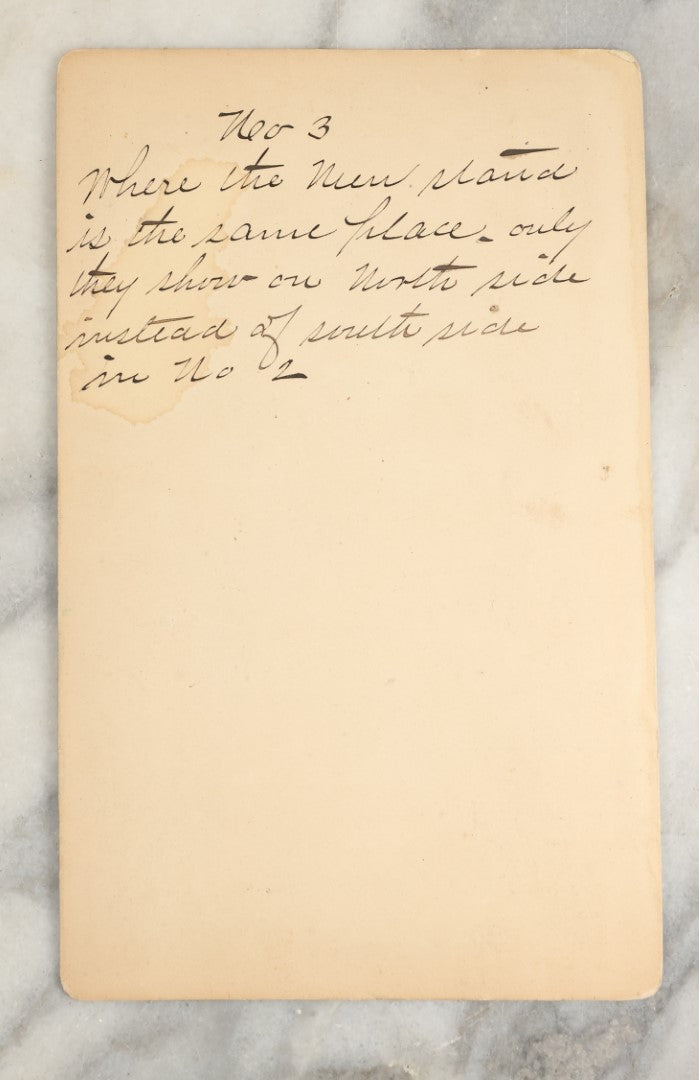 No 3
Where the Men stand
is the same place - only
they show on North side
instead of south side
in No 2